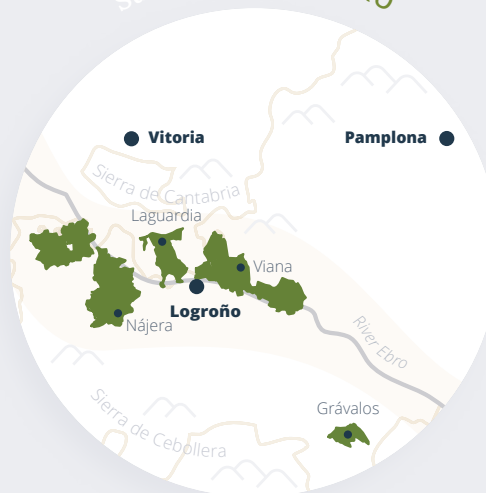 Vitoria
Pamplona
Sierra de Cantabria
Laguardia
Viana
Logroño
Nájera
River Ebro
Grávalos
Sierra de Cebollera